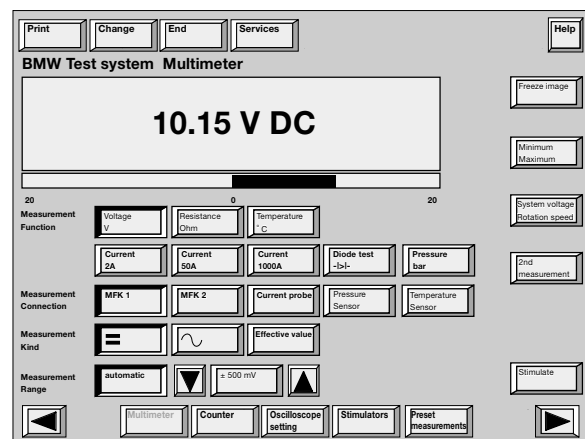 Print Change End Services Help
BMW Test system Multimeter
Freeze image
10.15 V DC
Minimum
Maximum
20 0 20
System voltage
Rotation speed
Measurement
Function
Voltage
V
Resistance
Ohm
Temperature
° C
Current
2A
Current
50A
Current
1000A
Diode test
-I>I-
Pressure
bar
2nd
measurement
Measurement
Connection
MFK 1
MFK 2
Current probe
Pressure
Sensor
Temperature
Sensor
Measurement
Kind
=
Effective value
Measurement
Range
automatic
± 500 mV
Stimulate
Multimeter
Counter
Oscilloscope
setting
Stimulators
Preset
measurements